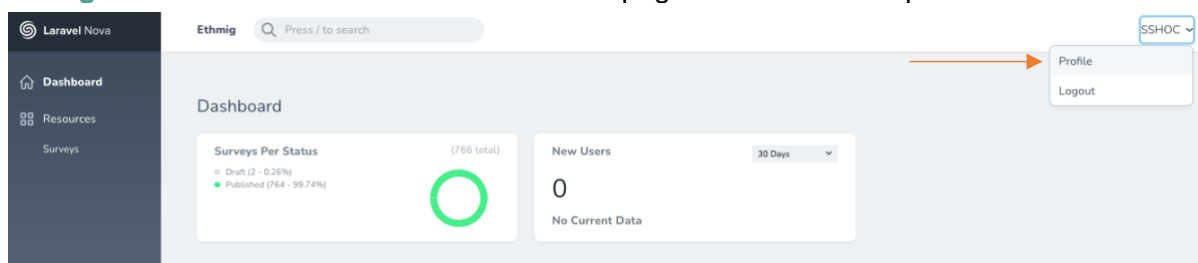 Laravel Nova
Ethmig
Press / to search
SSHOC
Profile
Logout
Dashboard
Resources
Surveys
Dashboard
Surveys Per Status
(766 total)
Draft (2 - 0.26%)
Published (764 - 99.74%)
New Users
30 Days
0
No Current Data